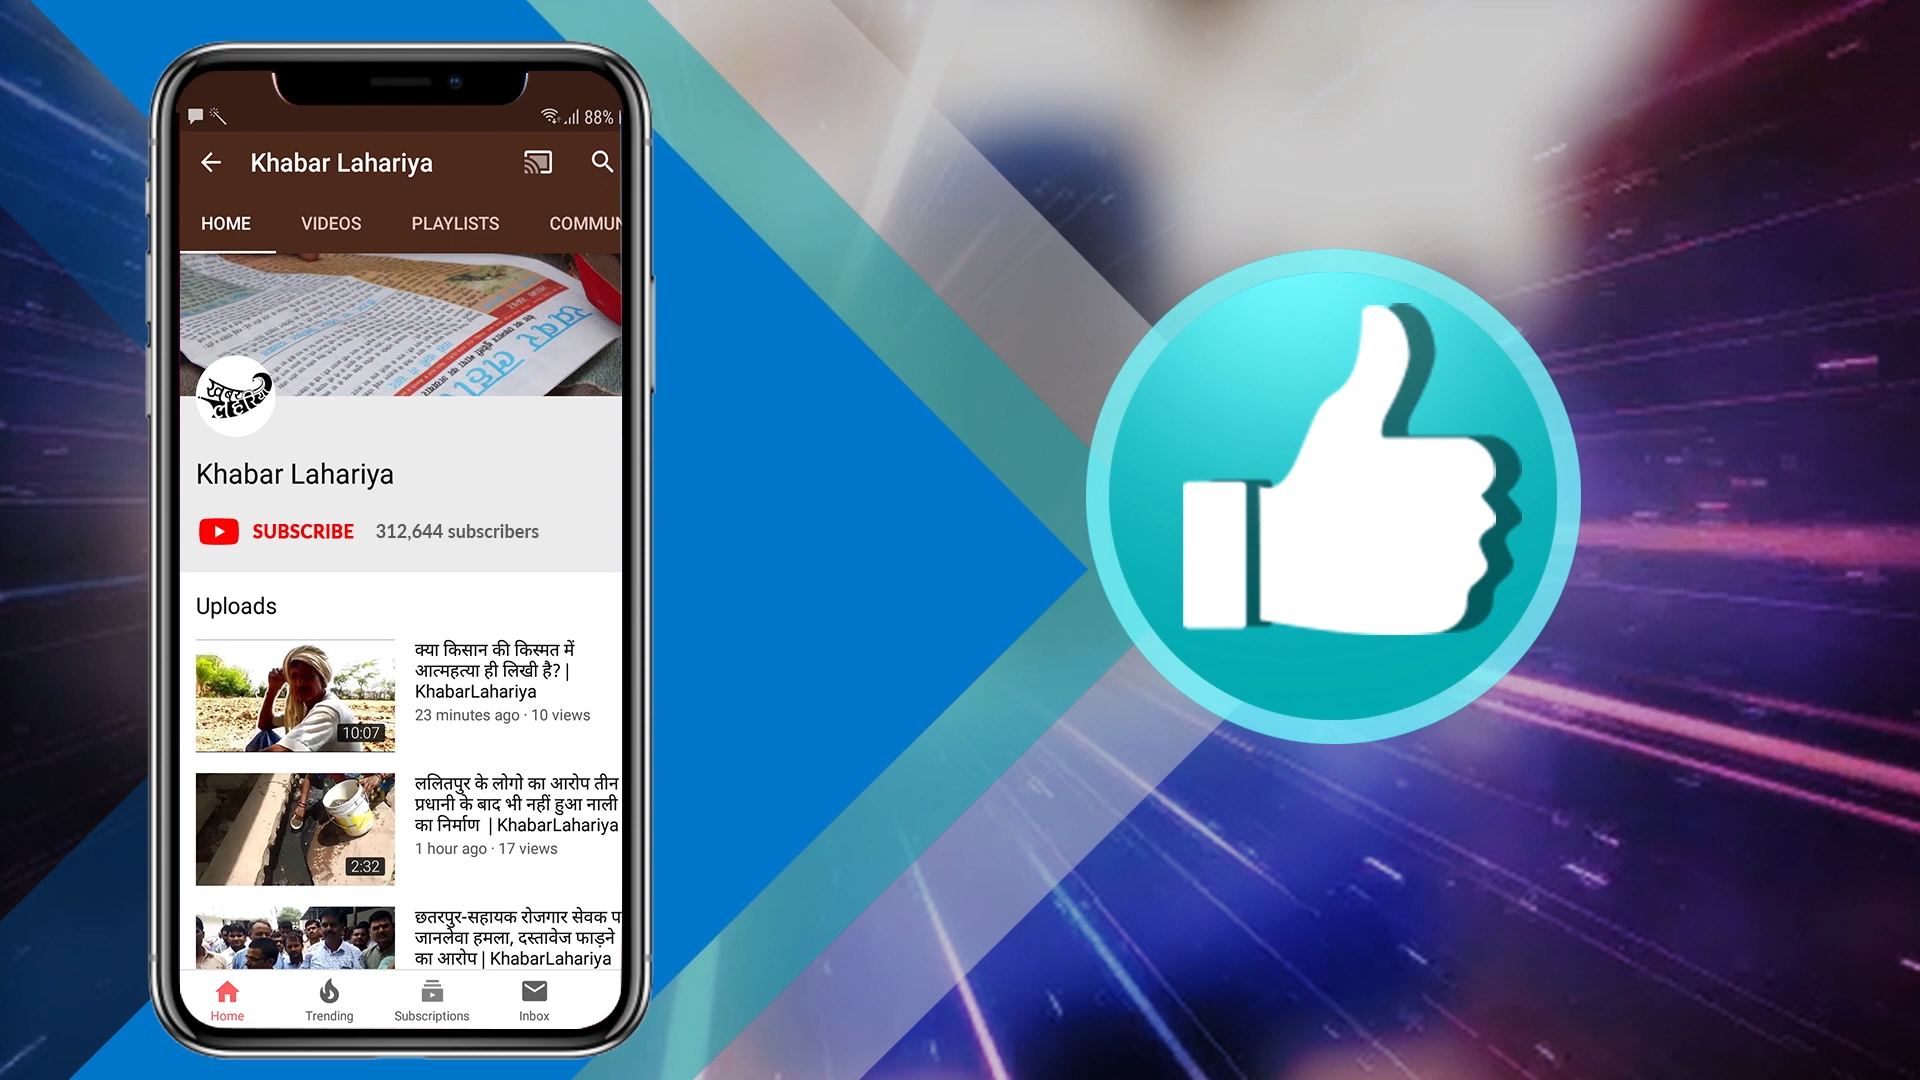 88%
Khabar Lahariya
HOME VIDEOS PLAYLISTS COMMUN
खबर लहरिया
Khabar Lahariya
SUBSCRIBE 312,644 subscribers
Uploads
क्या किसान की किस्मत में
आत्महत्या ही लिखी है? |
KhabarLahariya
23 minutes ago · 10 views
10:07
ललितपुर के लोगो का आरोप तीन
प्रधानी के बाद भी नहीं हुआ नाली
का निर्माण | KhabarLahariya
1 hour ago · 17 views
2:32
छतरपुर-सहायक रोजगार सेवक
जानलेवा हमला, दस्तावेज फाड़ने
का आरोप | KhabarLahariya
Home Trending Subscriptions Inbox